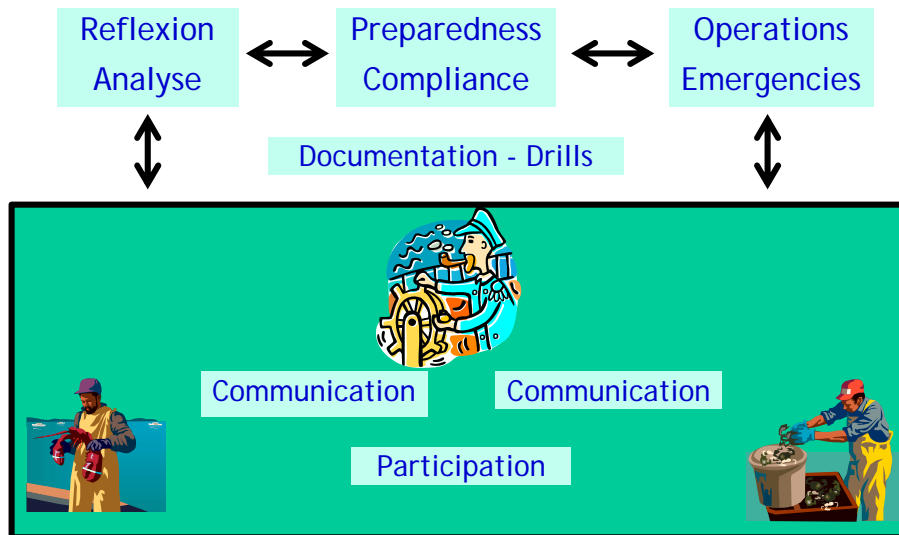 Reflexion
Analyse
Preparedness
Compliance
Operations
Emergencies
Documentation - Drills
Communication
Communication
Participation